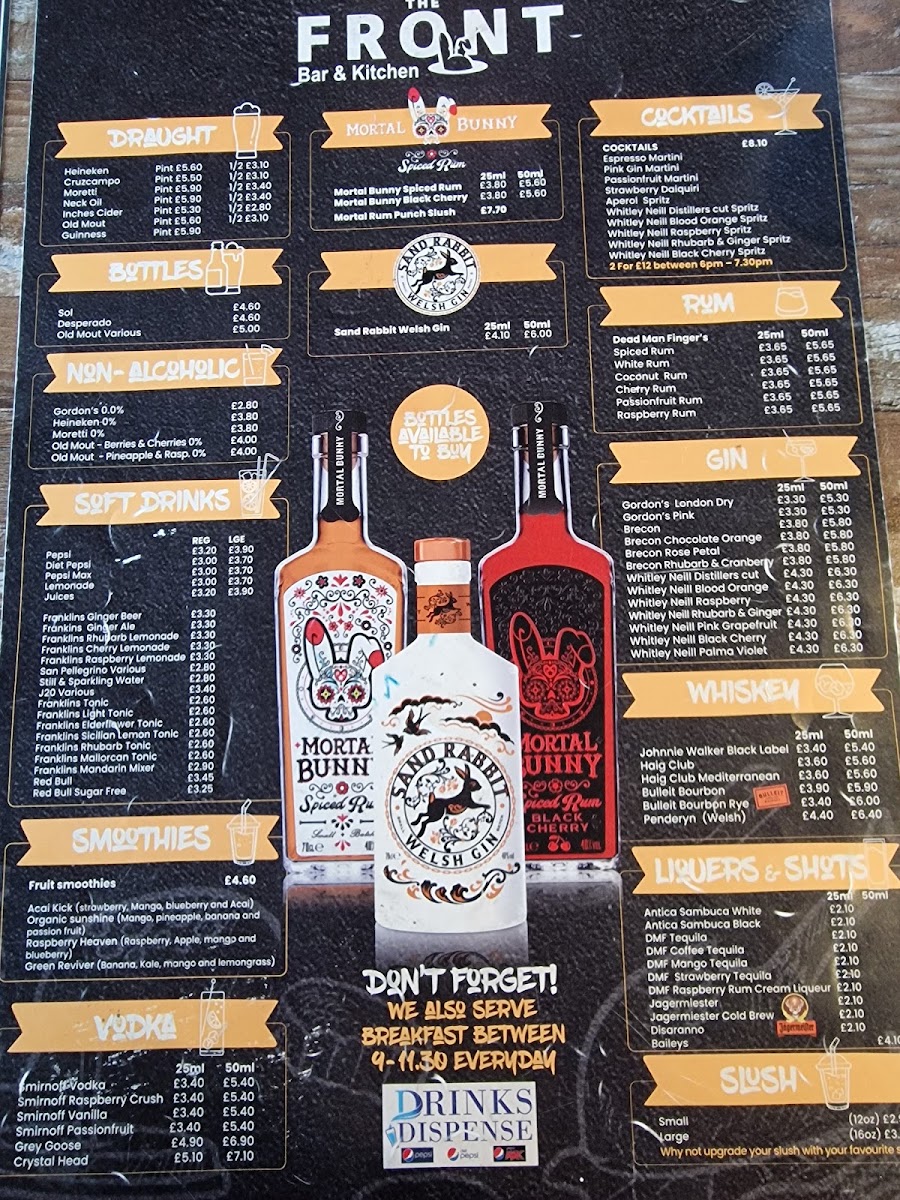 THE
FRONT
Bar & Kitchen
DRAUGHT
Heineken Pint £5.60 1/2 £3.10
Cruzcampo Pint £5.50 1/2 £3.10
Moretti Pint £5.90 1/2 £3.40
Neck Oil Pint £5.90 1/2 £3.40
Inches Cider Pint £5.30 1/2 £2.80
Old Mout Pint £5.60 1/2 £3.10
Guinness Pint £5.90
BOTTLES
Sol £4.60
Desperado £4.60
Old Mout Various £5.00
NON- ALCOHOLIC
Gordon's 0.0% £2.80
Heineken 0% £3.80
Moretti 0% £3.80
Old Mout - Berries & Cherries 0% £4.00
Old Mout - Pineapple & Rasp. 0% £4.00
SOFT DRINKS
REG LGE
Pepsi £3.20 £3.90
Diet Pepsi £3.00 £3.70
Pepsi Max £3.00 £3.70
Lemonade £3.00 £3.70
Juices £3.20 £3.90
Franklins Ginger Beer £3.30
Franklins Ginger Ale £3.30
Franklins Rhubarb Lemonade £3.30
Franklins Cherry Lemonade £3.30
Franklins Raspberry Lemonade £3.30
San Pellegrino Various £2.80
Still & Sparkling Water £2.80
J20 Various £3.40
Franklins Tonic £2.60
Franklins Light Tonic £2.60
Franklins Elderflower Tonic £2.60
Franklins Sicilian Lemon Tonic £2.60
Franklins Rhubarb Tonic £2.60
Franklins Mallorcan Tonic £2.60
Franklins Mandarin Mixer £2.90
Red Bull £3.45
Red Bull Sugar Free £3.25
SMOOTHIES
Fruit smoothies £4.60
Acai Kick (strawberry, Mango, blueberry and Acai)
Organic sunshine (Mango, pineapple, banana and
passion fruit)
Raspberry Heaven (Raspberry, Apple, mango and
blueberry)
Green Reviver (Banana, Kale, mango and lemongrass)
VODKA
25ml 50ml
Smirnoff Vodka £3.40 £5.40
Smirnoff Raspberry Crush £3.40 £5.40
Smirnoff Vanilla £3.40 £5.40
Smirnoff Passionfruit £3.40 £5.40
Grey Goose £4.90 £6.90
Crystal Head £5.10 £7.10
MORTAL BUNNY
Spiced Rum
25ml 50ml
Mortal Bunny Spiced Rum £3.80 £5.60
Mortal Bunny Black Cherry £3.80 £5.60
Mortal Rum Punch Slush £7.70
SAND RABBIT
WELSH GIN
25ml 50ml
Sand Rabbit Welsh Gin £4.10 £6.00
BOTTLES
AVAILABLE
TO BUY
MORTAL BUNNY
MORTAL BUNNY
MORTA
BUNN
Spiced Ru
Small Batch
70cl
SAND RABBIT
WELSH GIN
MORTAL
BUNNY
Spiced Rum
BLACK
CHERRY
DON'T FORGET!
WE ALSO SERVE
BREAKFAST BETWEEN
9-11.30 EVERYDAY
DRINKS
DISPENSE
pepsi
pepsi
MAX
COCKTAILS
COCKTAILS £8.10
Espresso Martini
Pink Gin Martini
Passionfruit Martini
Strawberry Daiquiri
Aperol Spritz
Whitley Neill Distillers cut Spritz
Whitley Neill Blood Orange Spritz
Whitley Neill Raspberry Spritz
Whitley Neill Rhubarb & Ginger Spritz
Whitley Neill Black Cherry Spritz
2 For £12 between 6pm – 7.30pm
RUM
Dead Man Finger's 25ml 50ml
Spiced Rum £3.65 £5.65
White Rum £3.65 £5.65
Coconut Rum £3.65 £5.65
Cherry Rum £3.65 £5.65
Passionfruit Rum £3.65 £5.65
Raspberry Rum £3.65 £5.65
GIN
25ml 50ml
Gordon's London Dry £3.30 £5.30
Gordon's Pink £3.30 £5.30
Brecon £3.80 £5.80
Brecon Chocolate Orange £3.80 £5.80
Brecon Rose Petal £3.80 £5.80
Brecon Rhubarb & Cranberry £3.80 £5.80
Whitley Neill Distillers cut £4.30 £6.30
Whitley Neill Blood Orange £4.30 £6.30
Whitley Neill Raspberry £4.30 £6.30
Whitley Neill Rhubarb & Ginger £4.30 £6.30
Whitley Neill Pink Grapefruit £4.30 £6.30
Whitley Neill Black Cherry £4.30 £6.30
Whitley Neill Palma Violet £4.30 £6.30
WHISKEY
25ml 50ml
Johnnie Walker Black Label £3.40 £5.40
Haig Club £3.60 £5.60
Haig Club Mediterranean £3.60 £5.60
Bulleit Bourbon £3.90 £5.90
Bulleit Bourbon Rye BULLEIT £3.40 £6.00
Penderyn (Welsh) £4.40 £6.40
LIQUERS & SHOTS
25ml 50ml
Antica Sambuca White £2.10
Antica Sambuca Black £2.10
DMF Tequila £2.10
DMF Coffee Tequila £2.10
DMF Mango Tequila £2.10
DMF Strawberry Tequila £2.10
DMF Raspberry Rum Cream Liqueur £2.10
Jagermiester £2.10
Jagermiester Cold Brew £2.10
Disaranno Jägermeister £2.10
Baileys £4.10
SLUSH
Small (12oz) £2.
Large (16oz) £3.
Why not upgrade your slush with your favourite s